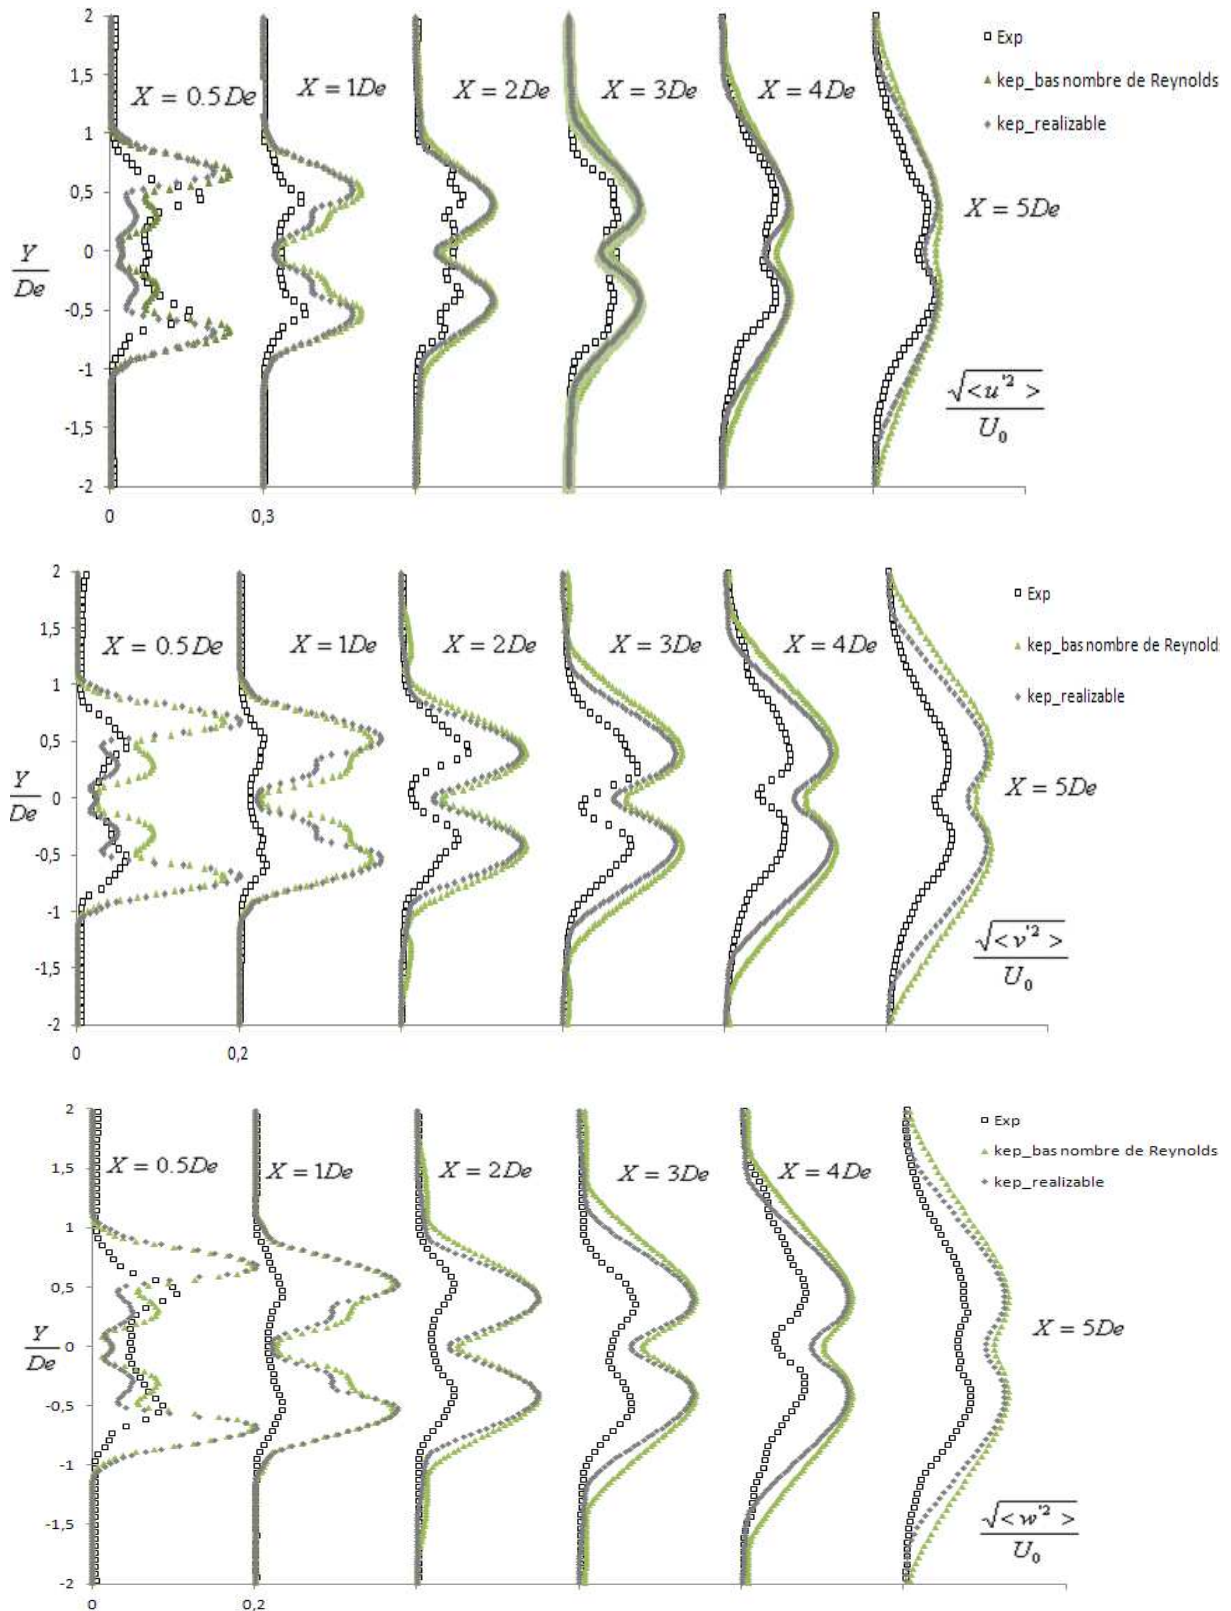 2
1,5
1
0,5
0
-0,5
-1
-1,5
-2
Y
De
X = 0.5De
X = 1De
X = 2De
X = 3De
X = 4De
X = 5De
Exp
kep_bas nombre de Reynolds
kep_realizable
√<u'²>
U₀
0
0,3
2
1,5
1
0,5
0
-0,5
-1
-1,5
-2
Y
De
X = 0.5De
X = 1De
X = 2De
X = 3De
X = 4De
X = 5De
Exp
kep_bas nombre de Reynolds
kep_realizable
√<v'²>
U₀
0
0,2
2
1,5
1
0,5
0
-0,5
-1
-1,5
-2
Y
De
X = 0.5De
X = 1De
X = 2De
X = 3De
X = 4De
X = 5De
Exp
kep_bas nombre de Reynolds
kep_realizable
√<w'²>
U₀
0
0,2